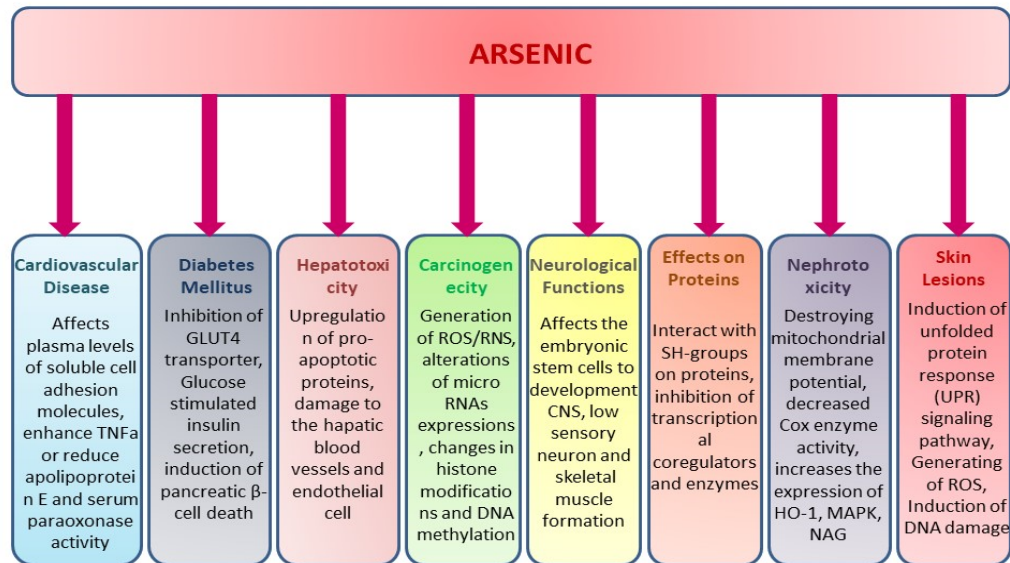 ARSENIC
Cardiovascular
Disease
Affects
plasma levels
of soluble cell
adhesion
molecules,
enhance TNFa
or reduce
apolipoprotei
n E and serum
paraoxonase
activity
Diabetes
Mellitus
Inhibition of
GLUT4
transporter,
Glucose
stimulated
insulin
secretion,
induction of
pancreatic β-
cell death
Hepatotoxi
city
Upregulatio
n of pro-
apoptotic
proteins,
damage to
the hapatic
blood
vessels and
endothelial
cell
Carcinogen
ecity
Generation
of ROS/RNS,
alterations
of micro
RNAs
expressions
, changes in
histone
modificatio
ns and DNA
methylation
Neurological
Functions
Affects the
embryonic
stem cells to
development
CNS, low
sensory
neuron and
skeletal
muscle
formation
Effects on
Proteins
Interact with
SH-groups
on proteins,
inhibition of
transcription
al
coregulators
and enzymes
Nephroto
xicity
Destroying
mitochondrial
membrane
potential,
decreased
Cox enzyme
activity,
increases the
expression of
HO-1, MAPK,
NAG
Skin
Lesions
Induction of
unfolded
protein
response
(UPR)
signaling
pathway,
Generating
of ROS,
Induction of
DNA damage